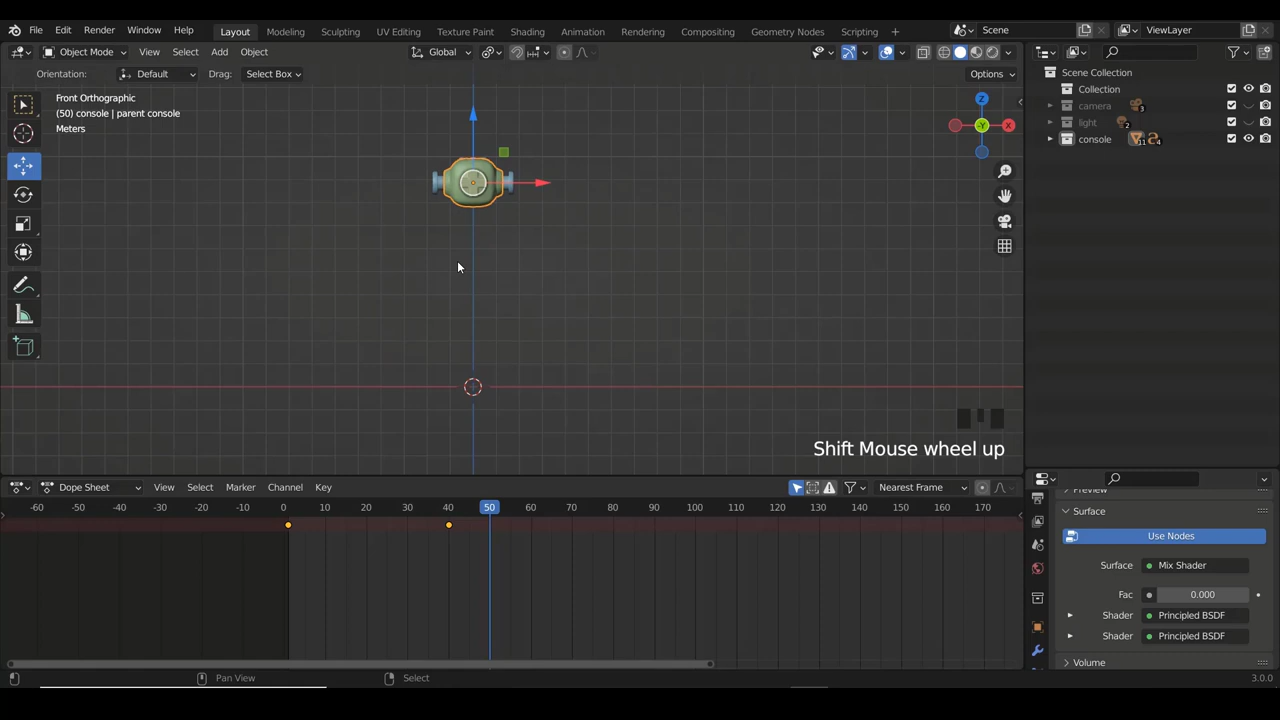 File Edit Render Window Help Layout Modeling Sculpting UV Editing Texture Paint Shading Animation Rendering Compositing Geometry Nodes Scripting + Scene ViewLayer
Object Mode View Select Add Object Global
Orientation: Default Drag: Select Box Options
Front Orthographic
(50) console | parent console
Meters
Z
X
-Y
Scene Collection
Collection
camera 3
light 2
console 11 4
Shift Mouse wheel up
Dope Sheet View Select Marker Channel Key Nearest Frame
-60 -50 -40 -30 -20 -10 0 10 20 30 40 50 60 70 80 90 100 110 120 130 140 150 160 170
Preview
Surface
Use Nodes
Surface Mix Shader
Fac 0.000
Shader Principled BSDF
Shader Principled BSDF
Volume
Pan View Select 3.0.0